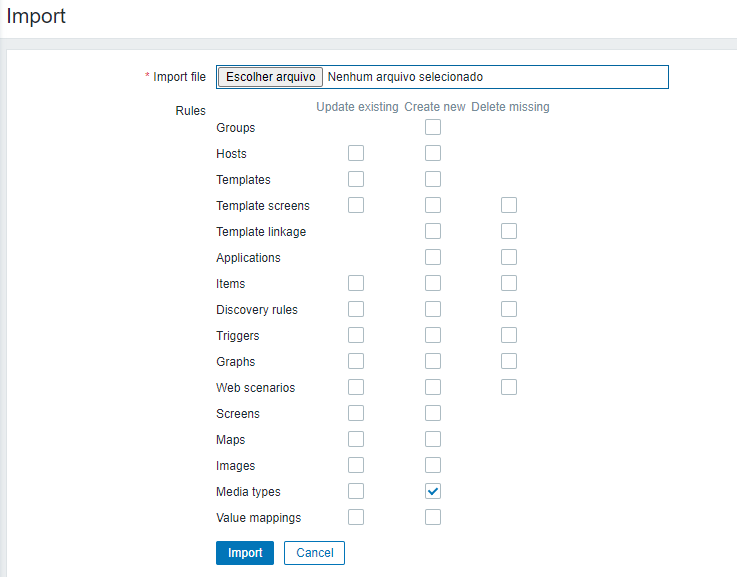 Import
* Import file Escolher arquivo Nenhum arquivo selecionado
Rules Update existing Create new Delete missing
Groups
Hosts
Templates
Template screens
Template linkage
Applications
Items
Discovery rules
Triggers
Graphs
Web scenarios
Screens
Maps
Images
Media types
Value mappings
Import Cancel